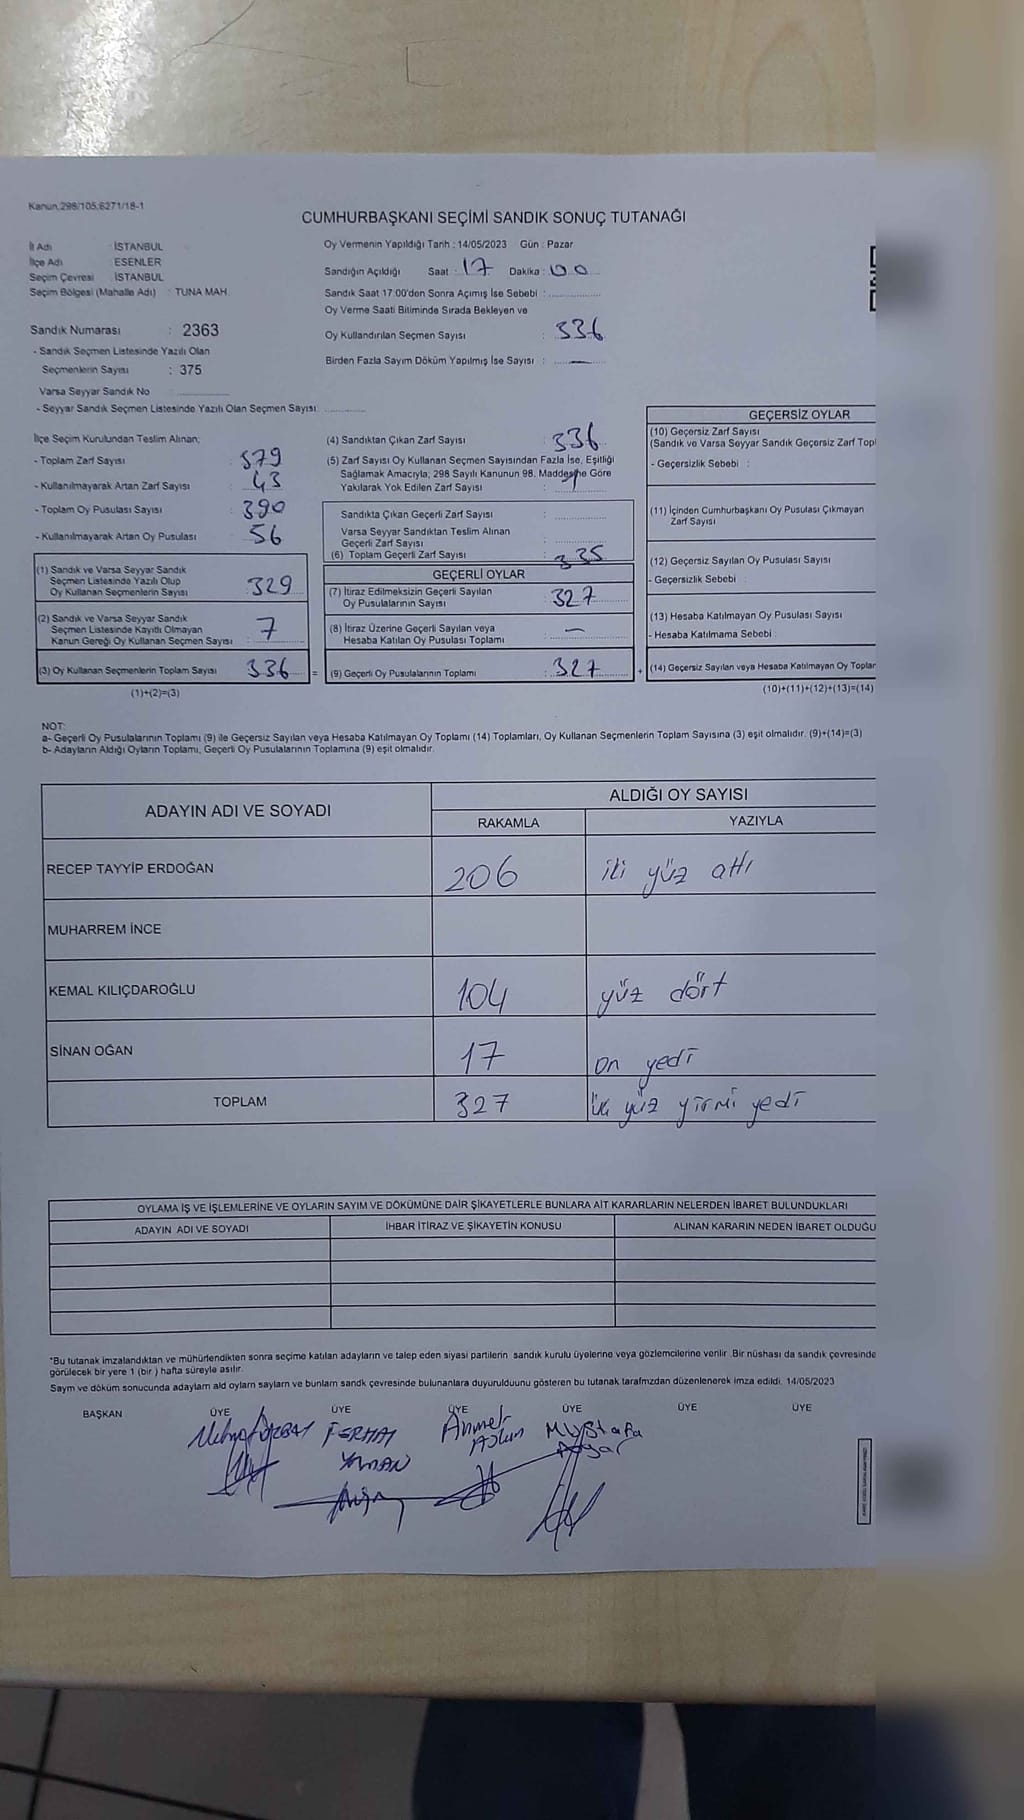 Kanun.298/105;6271/18-1
CUMHURBAŞKANI SEÇİMİ SANDIK SONUÇ TUTANAĞI
İl Adı : İSTANBUL
İlçe Adı : ESENLER
Seçim Çevresi : İSTANBUL
Seçim Bölgesi (Mahalle Adı) : TUNA MAH.
Sandık Numarası : 2363
- Sandık Seçmen Listesinde Yazılı Olan
Seçmenlerin Sayısı : 375
Varsa Seyyar Sandık No
- Seyyar Sandık Seçmen Listesinde Yazılı Olan Seçmen Sayısı:
Oy Vermenin Yapıldığı Tarih : 14/05/2023 Gün : Pazar
Sandığın Açıldığı Saat : 17 Dakika : 00
Sandık Saat 17:00'den Sonra Açımış İse Sebebi :
Oy Verme Saati Bitiminde Sırada Bekleyen ve
Oy Kullandırılan Seçmen Sayısı : 336
Birden Fazla Sayım Döküm Yapılmış İse Sayısı : —
İlçe Seçim Kurulundan Teslim Alınan;
- Toplam Zarf Sayısı : 379
- Kullanılmayarak Artan Zarf Sayısı : 43
- Toplam Oy Pusulası Sayısı : 390
- Kullanılmayarak Artan Oy Pusulası : 56
(1) Sandık ve Varsa Seyyar Sandık
Seçmen Listesinde Yazılı Olup
Oy Kullanan Seçmenlerin Sayısı : 329
(2) Sandık ve Varsa Seyyar Sandık
Seçmen Listesinde Kayıtlı Olmayan
Kanun Gereği Oy Kullanan Seçmen Sayısı : 7
(3) Oy Kullanan Seçmenlerin Toplam Sayısı 336 =
(1)+(2)=(3)
(4) Sandıktan Çıkan Zarf Sayısı : 336
(5) Zarf Sayısı Oy Kullanan Seçmen Sayısından Fazla İse, Eşitliği
Sağlamak Amacıyla, 298 Sayılı Kanunun 98. Maddesine Göre
Yakılarak Yok Edilen Zarf Sayısı :
Sandıkta Çıkan Geçerli Zarf Sayısı :
Varsa Seyyar Sandıktan Teslim Alınan
Geçerli Zarf Sayısı :
(6) Toplam Geçerli Zarf Sayısı : 335
GEÇERLİ OYLAR
(7) İtiraz Edilmeksizin Geçerli Sayılan
Oy Pusulalarının Sayısı : 327
(8) İtiraz Üzerine Geçerli Sayılan veya
Hesaba Katılan Oy Pusulası Toplamı : —
(9) Geçerli Oy Pusulalarının Toplamı : 327 +
GEÇERSİZ OYLAR
(10) Geçersiz Zarf Sayısı
(Sandık ve Varsa Seyyar Sandık Geçersiz Zarf Topl
- Geçersizlik Sebebi :
(11) İçinden Cumhurbaşkanı Oy Pusulası Çıkmayan
Zarf Sayısı
(12) Geçersiz Sayılan Oy Pusulası Sayısı
- Geçersizlik Sebebi :
(13) Hesaba Katılmayan Oy Pusulası Sayısı
- Hesaba Katılmama Sebebi :
(14) Geçersiz Sayılan veya Hesaba Katılmayan Oy Toplar
(10)+(11)+(12)+(13)=(14)
NOT:
a- Geçerli Oy Pusulalarının Toplamı (9) ile Geçersiz Sayılan veya Hesaba Katılmayan Oy Toplamı (14) Toplamları, Oy Kullanan Seçmenlerin Toplam Sayısına (3) eşit olmalıdır. (9)+(14)=(3)
b- Adayların Aldığı Oyların Toplamı, Geçerli Oy Pusulalarının Toplamına (9) eşit olmalıdır.
ADAYIN ADI VE SOYADI ALDIĞI OY SAYISI
RAKAMLA YAZIYLA
RECEP TAYYİP ERDOĞAN 206 iki yüz altı
MUHARREM İNCE
KEMAL KILIÇDAROĞLU 104 yüz dört
SİNAN OĞAN 17 on yedi
TOPLAM 327 üç yüz yirmi yedi
OYLAMA İŞ VE İŞLEMLERİNE VE OYLARIN SAYIM VE DÖKÜMÜNE DAİR ŞİKAYETLERLE BUNLARA AİT KARARLARIN NELERDEN İBARET BULUNDUKLARI
ADAYIN ADI VE SOYADI İHBAR İTİRAZ VE ŞİKAYETİN KONUSU ALINAN KARARIN NEDEN İBARET OLDUĞU
"Bu tutanak imzalandıktan ve mühürlendikten sonra seçime katılan adayların ve talep eden siyasi partilerin sandık kurulu üyelerine veya gözlemcilerine verilir. Bir nüshası da sandık çevresinde
görülecek bir yere 1 (bir ) hafta süreyle asılır.
Saym ve döküm sonucunda adaylarn ald oylarn saylarn ve bunlarn sandk çevresinde bulunanlara duyurulduunu gösteren bu tutanak tarafmzdan düzenlenerek imza edildi. 14/05/2023
BAŞKAN ÜYE ÜYE ÜYE ÜYE ÜYE ÜYE
FERHAT Ahmet Mustafa
YAMAN Aslan